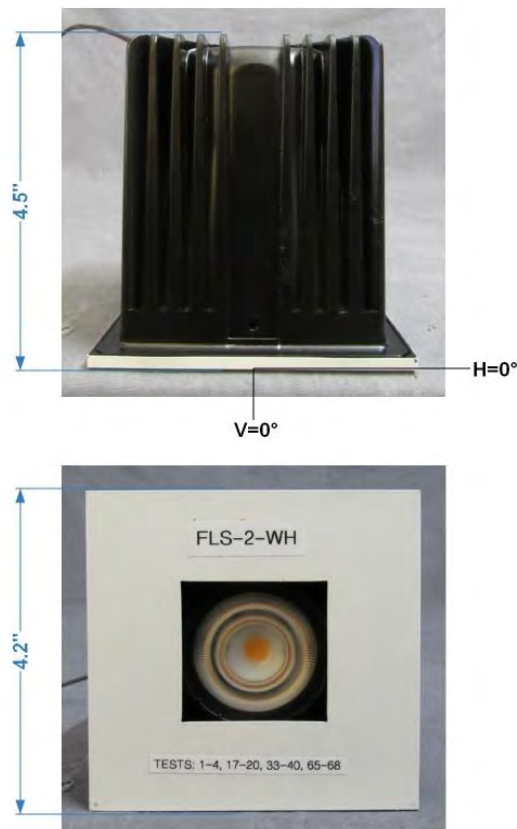 4.5"
H=0°
V=0°
4.2"
FLS-2-WH
TESTS: 1-4, 17-20, 33-40, 65-68